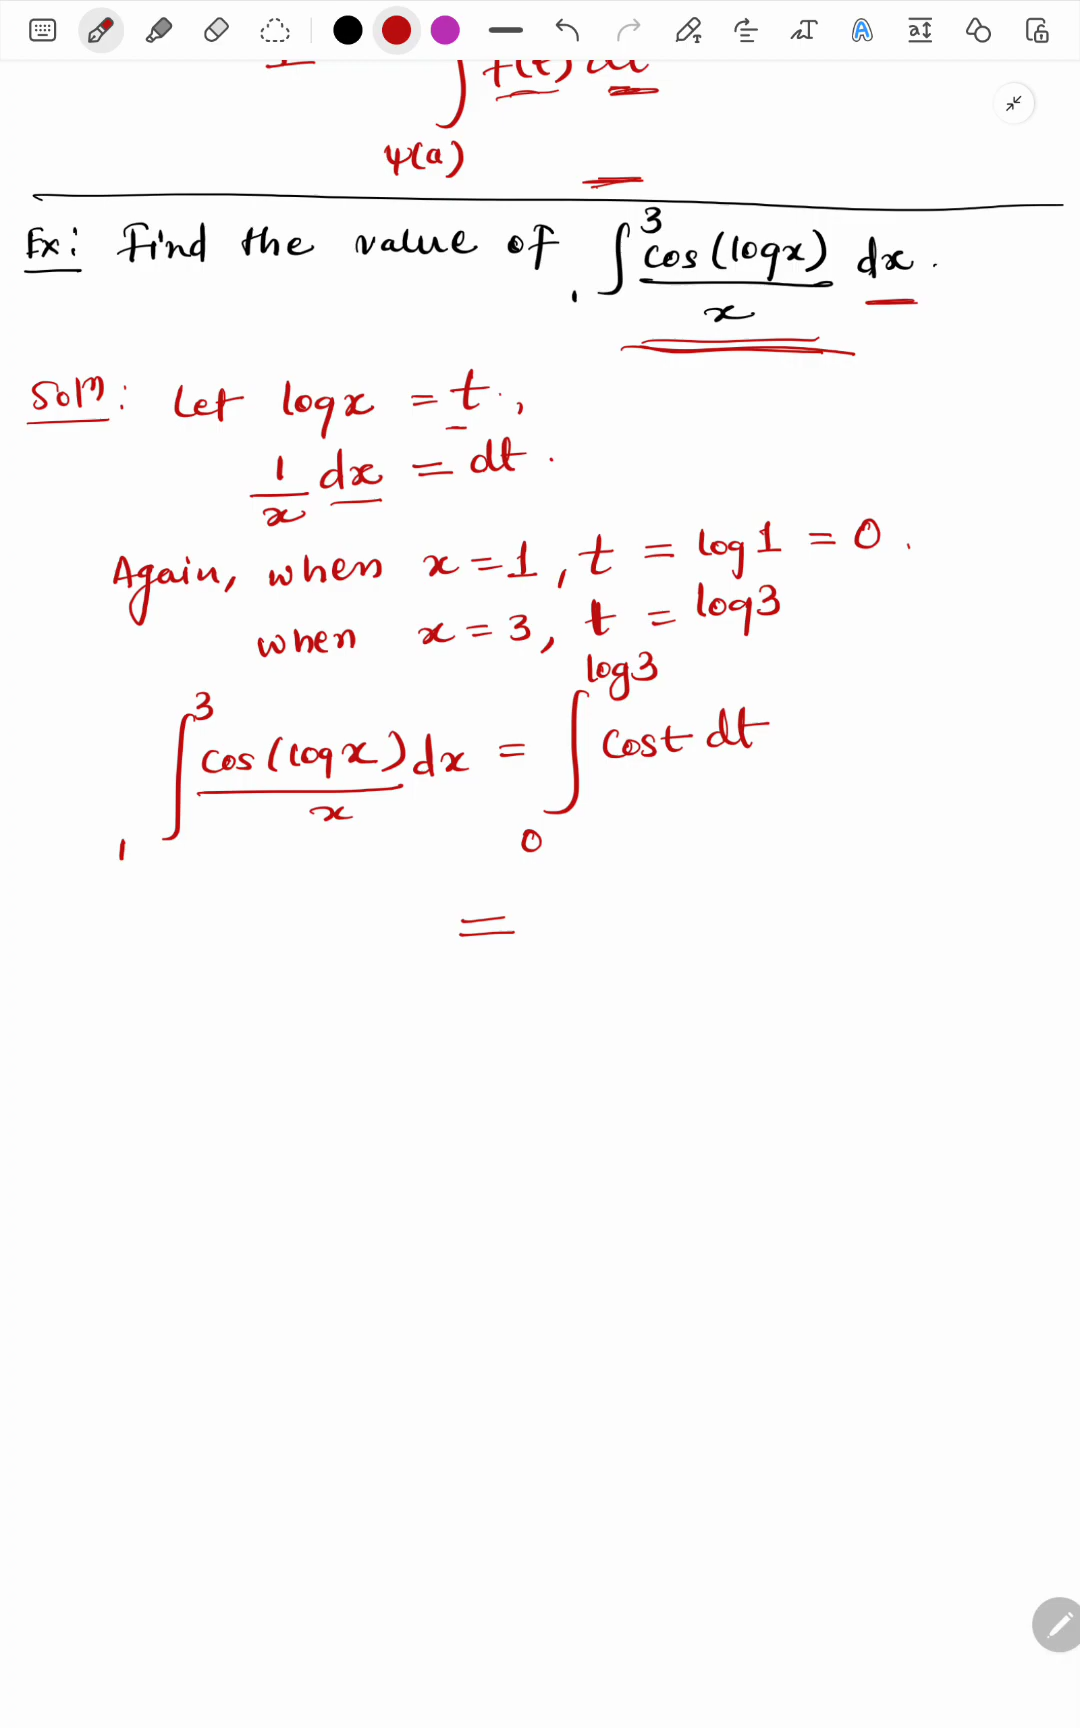 ∫ f(t) dt
ψ(a)
Ex: Find the value of ∫₁³ cos(logx)/x dx.
Soln: Let logx = t.,
1/x dx = dt.
Again, when x=1, t = log1 = 0.
when x=3, t = log3
∫₁³ cos(logx)/x dx = ∫₀^log3 cost dt
=